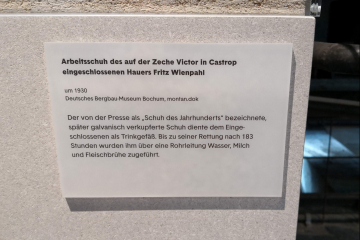 Arbeitsschuh des auf der Zeche Victor in Castrop
eingeschlossenen Hauers Fritz Wienpahl
um 1930
Deutsches Bergbau-Museum Bochum, montan.dok
Der von der Presse als „Schuh des Jahrhunderts" bezeichnete,
später galvanisch verkupferte Schuh diente dem Einge-
schlossenen als Trinkgefäß. Bis zu seiner Rettung nach 183
Stunden wurden ihm über eine Rohrleitung Wasser, Milch
und Fleischbrühe zugeführt.